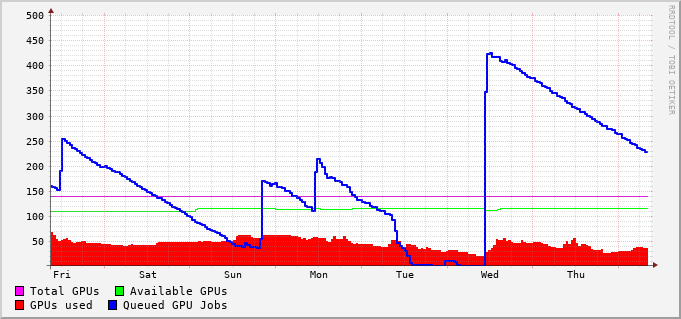 500
450
400
350
300
250
200
150
100
50
Fri Sat Sun Mon Tue Wed Thu
Total GPUs Available GPUs
GPUs used Queued GPU Jobs
RRDTOOL / TOBI OETIKER